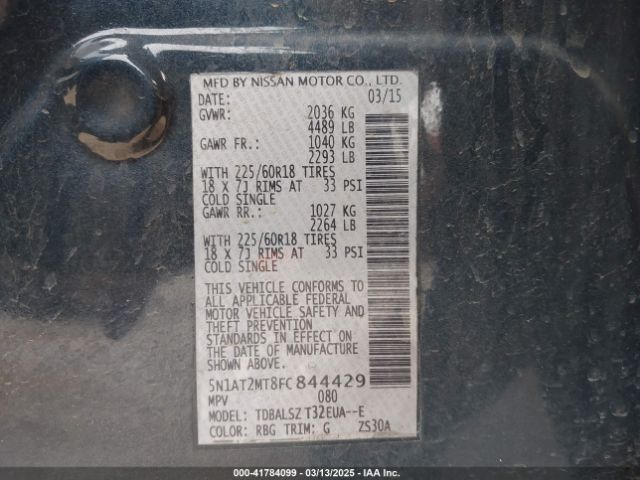 MFD BY NISSAN MOTOR CO., LTD.
DATE: 03/15
GVWR: 2036 KG
4489 LB
GAWR FR.: 1040 KG
2293 LB
WITH 225/60R18 TIRES
18 X 7J RIMS AT 33 PSI
COLD SINGLE
GAWR RR.: 1027 KG
2264 LB
WITH 225/60R18 TIRES
18 X 7J RIMS AT 33 PSI
COLD SINGLE
THIS VEHICLE CONFORMS TO
ALL APPLICABLE FEDERAL
MOTOR VEHICLE SAFETY AND
THEFT PREVENTION
STANDARDS IN EFFECT ON
THE DATE OF MANUFACTURE
SHOWN ABOVE.
5N1AT2MT8FC844429
MPV 080
MODEL: TDBALSZ T32EUA--E
COLOR: RBG TRIM: G ZS30A
000-41784099 — 03/13/2025 — IAA Inc.